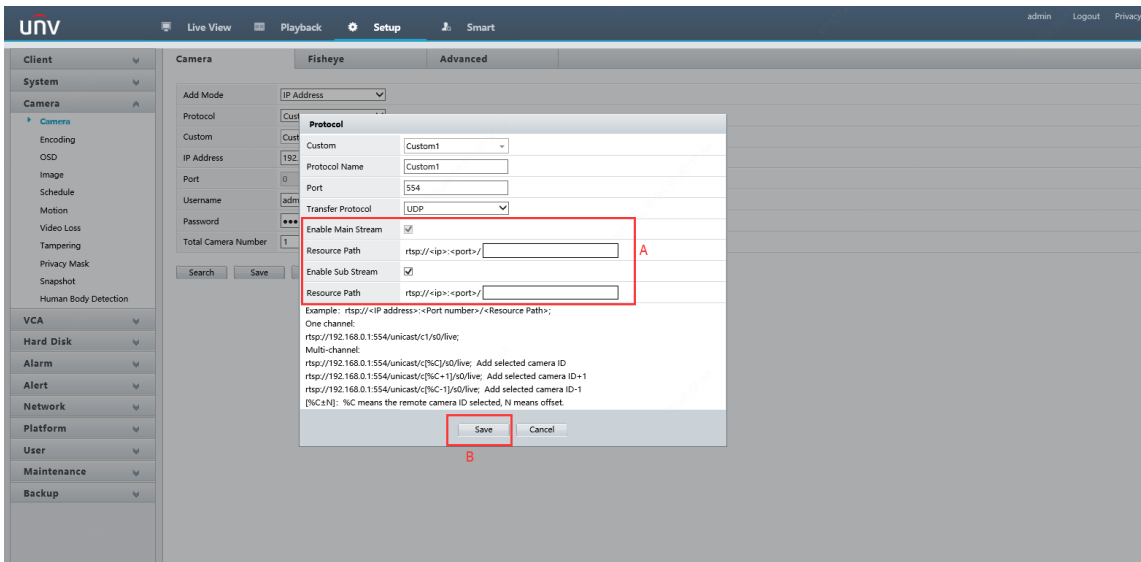 unv Live View Playback Setup Smart admin Logout Privacy
Client
System
Camera
Camera
Encoding
OSD
Image
Schedule
Motion
Video Loss
Tampering
Privacy Mask
Snapshot
Human Body Detection
VCA
Hard Disk
Alarm
Alert
Network
Platform
User
Maintenance
Backup
Camera Fisheye Advanced
Add Mode IP Address
Protocol Cust
Custom Cust
IP Address 192.
Port 0
Username adm
Password
Total Camera Number 1
Search Save
Protocol
Custom Custom1
Protocol Name Custom1
Port 554
Transfer Protocol UDP
Enable Main Stream
Resource Path rtsp://<ip>:<port>/
A
Enable Sub Stream
Resource Path rtsp://<ip>:<port>/
Example: rtsp://<IP address>:<Port number>/<Resource Path>;
One channel:
rtsp://192.168.0.1:554/unicast/c1/s0/live;
Multi-channel:
rtsp://192.168.0.1:554/unicast/c[%C]/s0/live; Add selected camera ID
rtsp://192.168.0.1:554/unicast/c[%C+1]/s0/live; Add selected camera ID+1
rtsp://192.168.0.1:554/unicast/c[%C-1]/s0/live; Add selected camera ID-1
[%C±N]: %C means the remote camera ID selected, N means offset.
Save Cancel
B